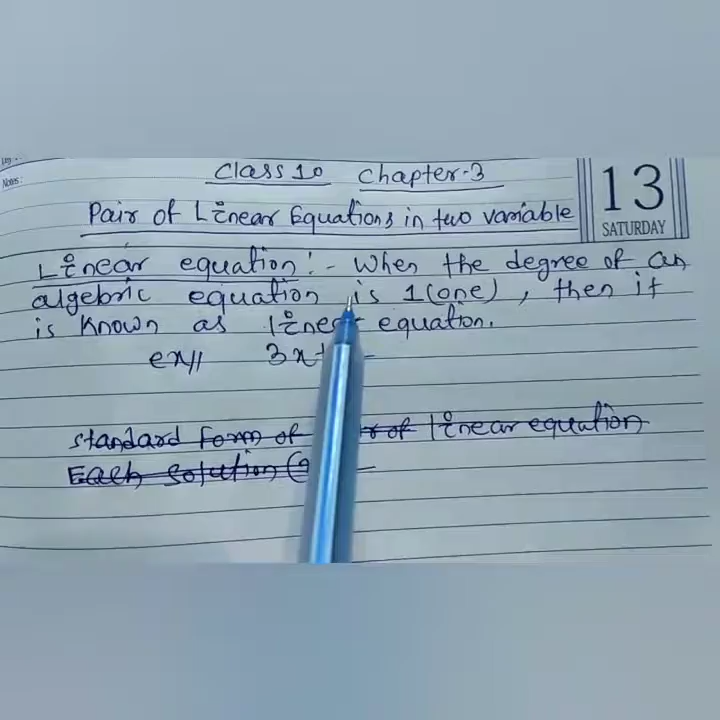 Notes:
Class 10 Chapter-3
13
SATURDAY
Pair of Linear Equations in two variable
Linear equation:- When the degree of an
algebric equation is 1(one), then it
is known as linear equation.
ex// 3x+
standard form of of linear equation
Each solution